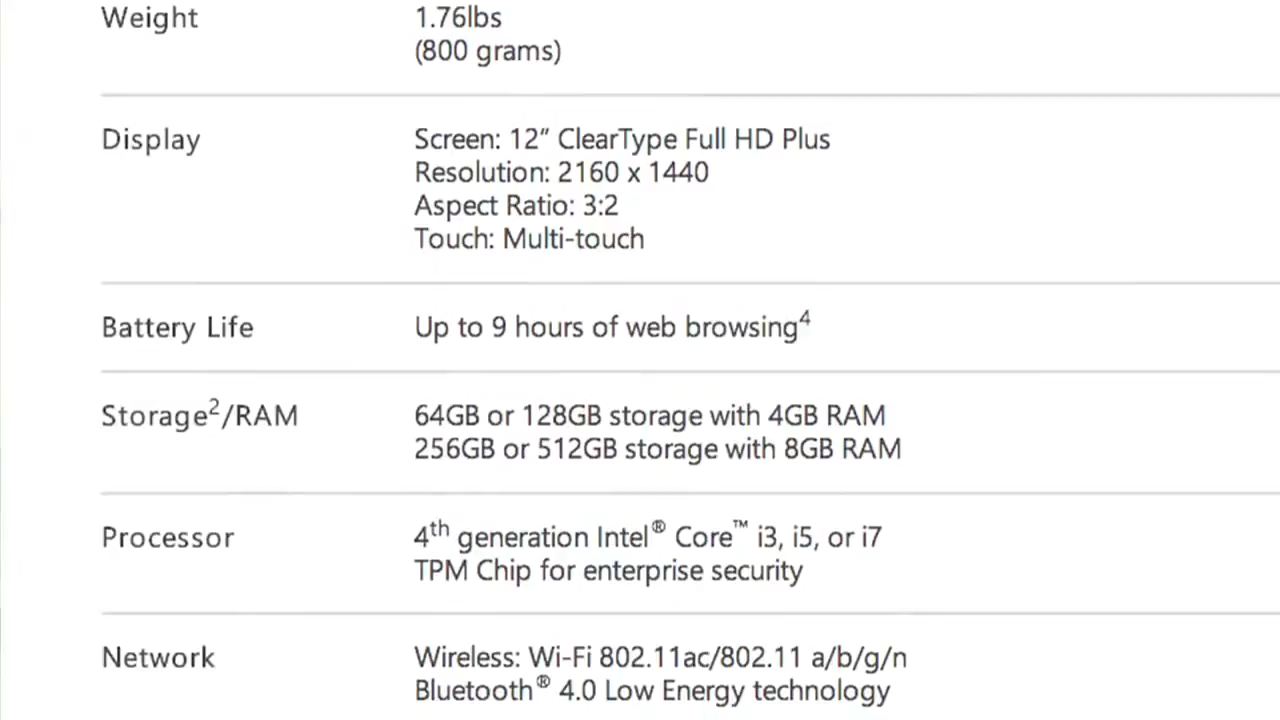 Weight 1.76lbs
(800 grams)
Display Screen: 12” ClearType Full HD Plus
Resolution: 2160 x 1440
Aspect Ratio: 3:2
Touch: Multi-touch
Battery Life Up to 9 hours of web browsing⁴
Storage²/RAM 64GB or 128GB storage with 4GB RAM
256GB or 512GB storage with 8GB RAM
Processor 4th generation Intel® Core™ i3, i5, or i7
TPM Chip for enterprise security
Network Wireless: Wi-Fi 802.11ac/802.11 a/b/g/n
Bluetooth® 4.0 Low Energy technology